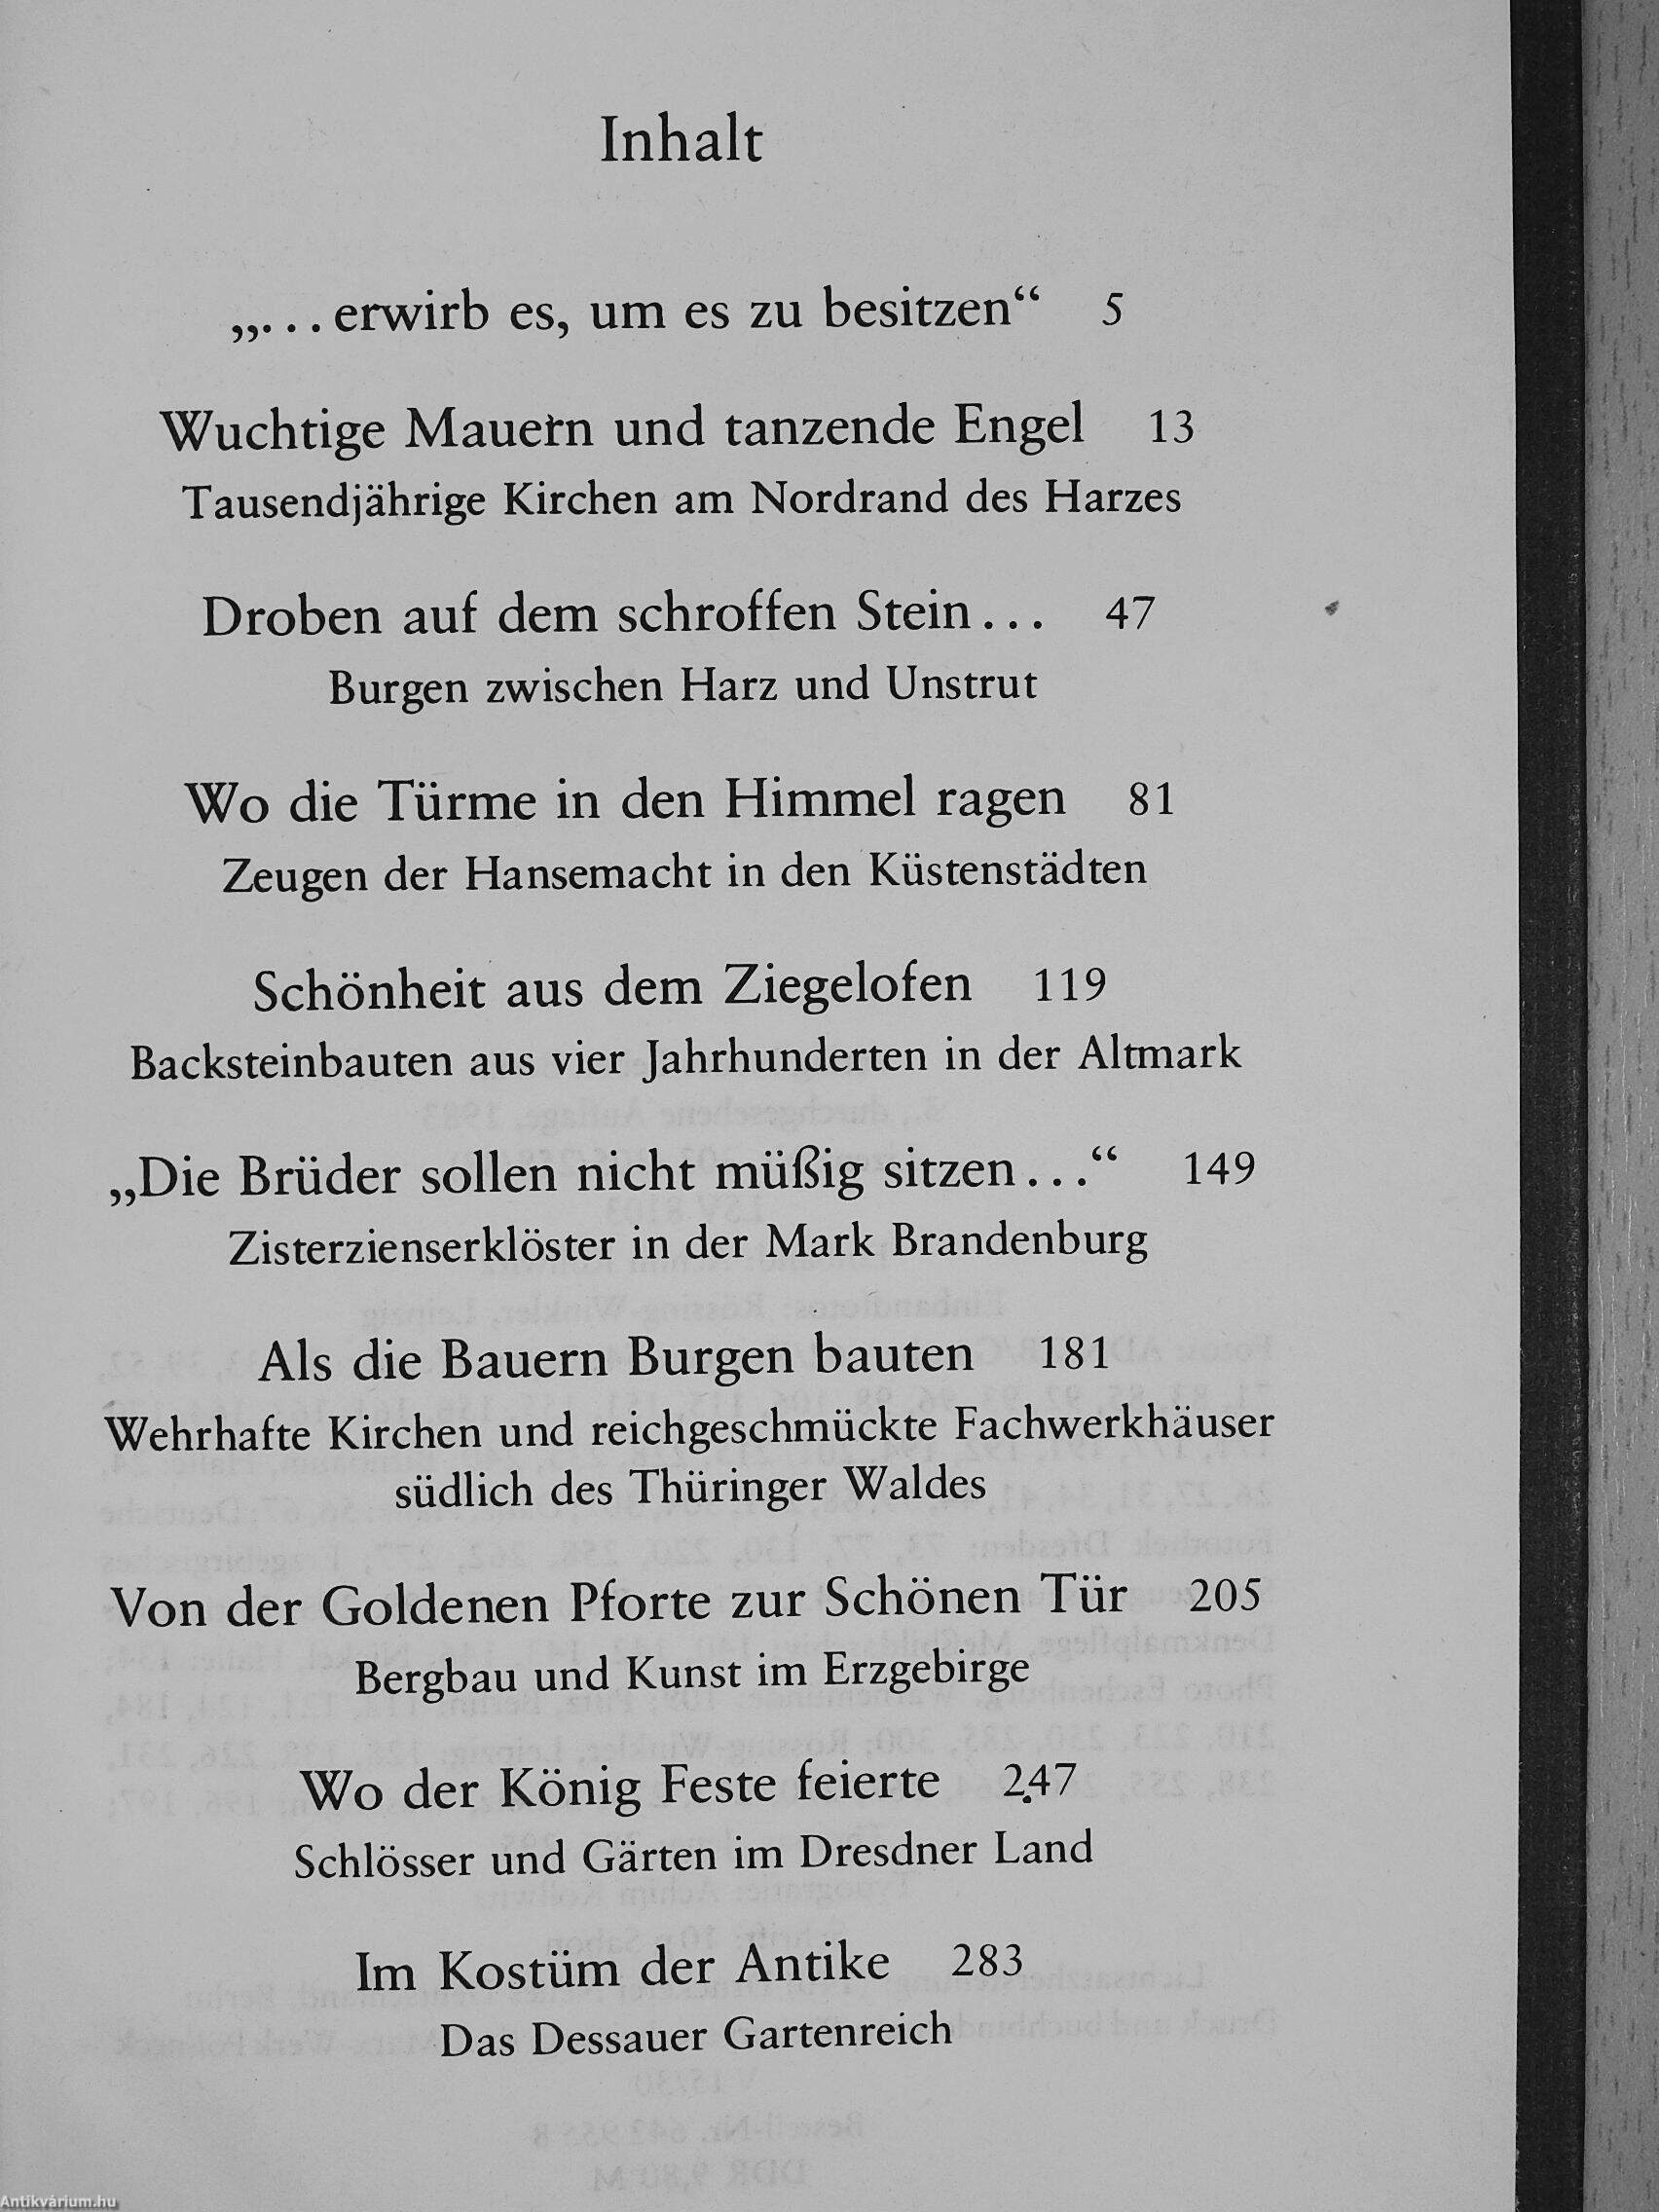 Inhalt
„... erwirb es, um es zu besitzen“ 5
Wuchtige Mauern und tanzende Engel 13
Tausendjährige Kirchen am Nordrand des Harzes
Droben auf dem schroffen Stein... 47
Burgen zwischen Harz und Unstrut
Wo die Türme in den Himmel ragen 81
Zeugen der Hansemacht in den Küstenstädten
Schönheit aus dem Ziegelofen 119
Backsteinbauten aus vier Jahrhunderten in der Altmark
„Die Brüder sollen nicht müßig sitzen...“ 149
Zisterzienserklöster in der Mark Brandenburg
Als die Bauern Burgen bauten 181
Wehrhafte Kirchen und reichgeschmückte Fachwerkhäuser
südlich des Thüringer Waldes
Von der Goldenen Pforte zur Schönen Tür 205
Bergbau und Kunst im Erzgebirge
Wo der König Feste feierte 247
Schlösser und Gärten im Dresdner Land
Im Kostüm der Antike 283
Das Dessauer Gartenreich
Antikvárium.hu